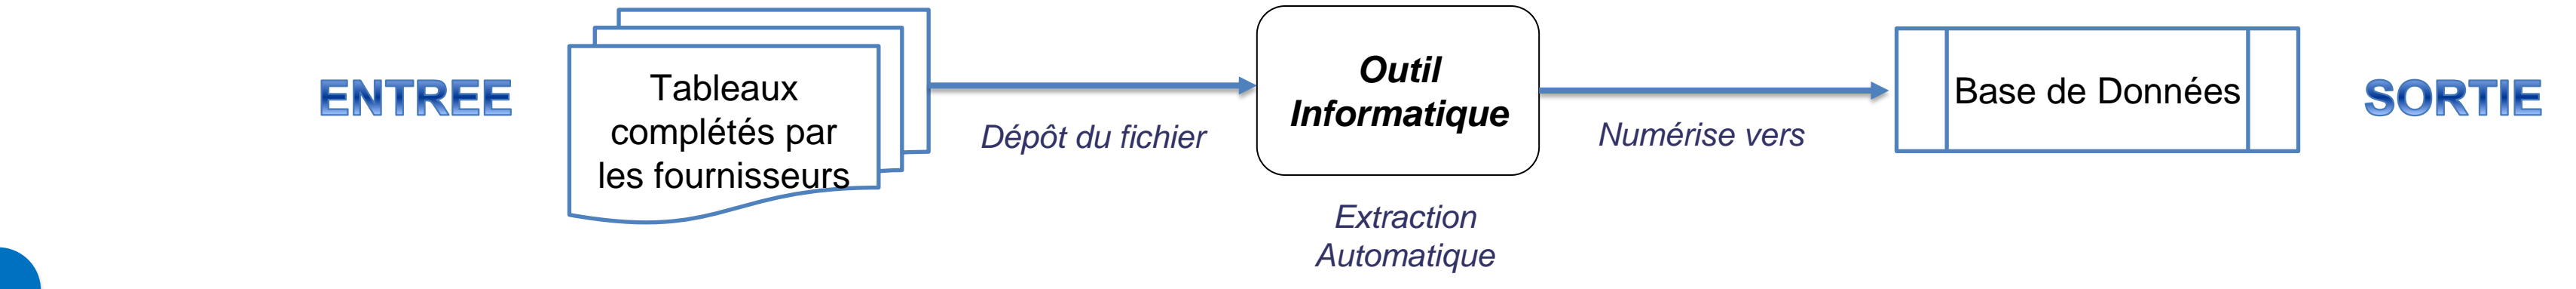 ENTREE
Tableaux
complétés par
les fournisseurs
Dépôt du fichier
Outil
Informatique
Extraction
Automatique
Numérise vers
Base de Données
SORTIE